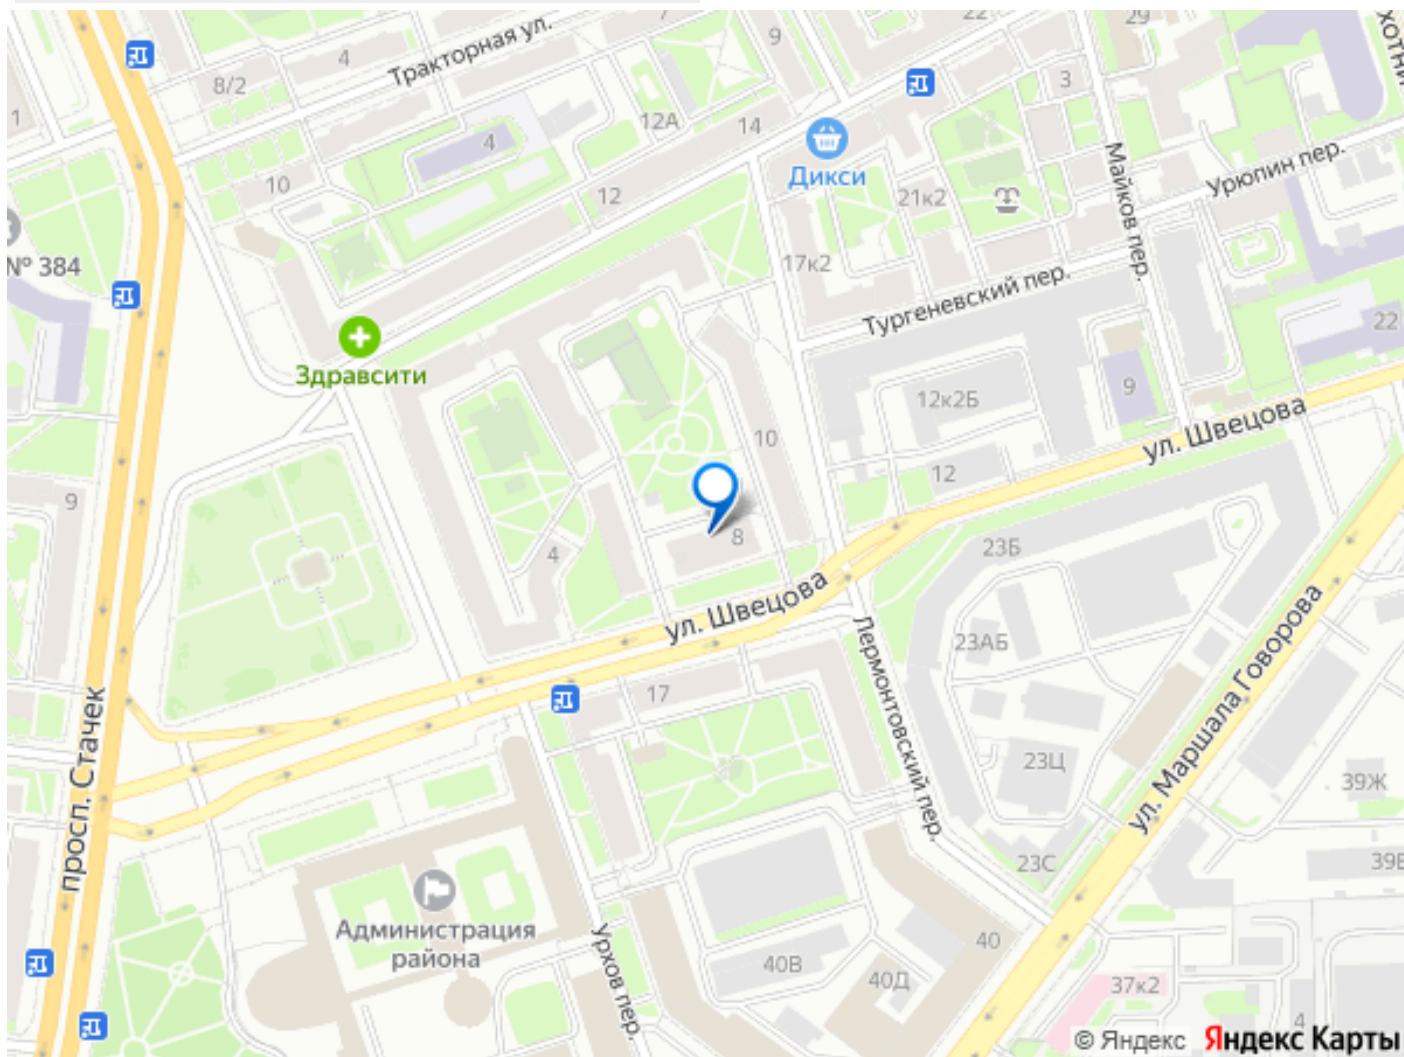 7
22
29
9
хотни
Тракторная ул.
4
8/2
3
1
12А
14
4
Дикси
Майков пер.
Урюпин пер.
10
12
21к2
№ 384
17к2
Тургеневский пер.
22
Здравсити
9
12к2Б
10
ул. Швецова
12
9
8
23Б
4
ул. Швецова
23АБ
Лермонтовский пер.
ул. Маршала Говорова
17
просп. Стачек
23Ц
39Ж
23С
39Е
Администрация
района
Урхов пер.
40
40В
40Д
37к2
4
© Яндекс Яндекс Карты